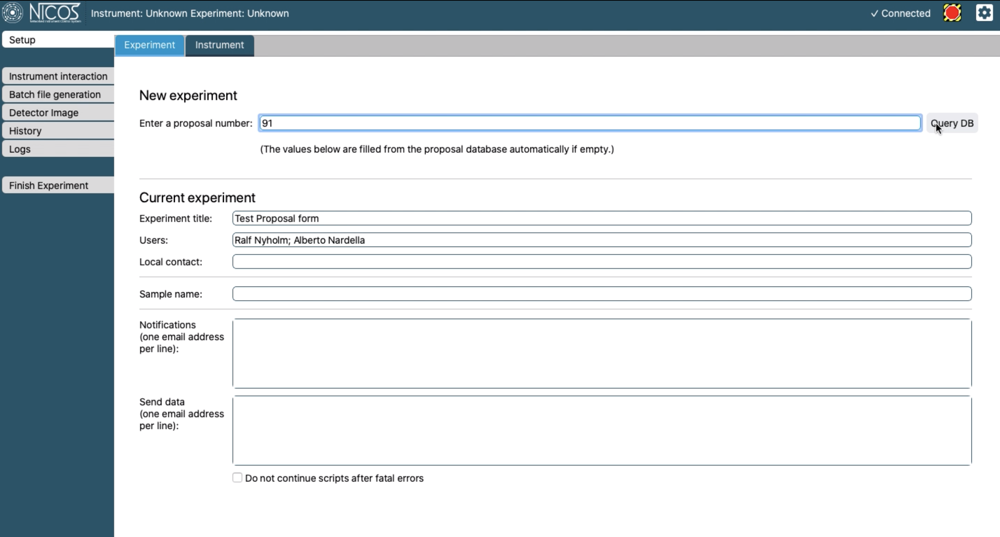 NICOS Instrument: Unknown Experiment: Unknown ✓ Connected
Networked Instrument COntrol System
Setup
Experiment Instrument
Instrument interaction
Batch file generation
Detector Image
History
Logs
Finish Experiment
New experiment
Enter a proposal number: 91 Query DB
(The values below are filled from the proposal database automatically if empty.)
Current experiment
Experiment title: Test Proposal form
Users: Ralf Nyholm; Alberto Nardella
Local contact:
Sample name:
Notifications
(one email address
per line):
Send data
(one email address
per line):
Do not continue scripts after fatal errors